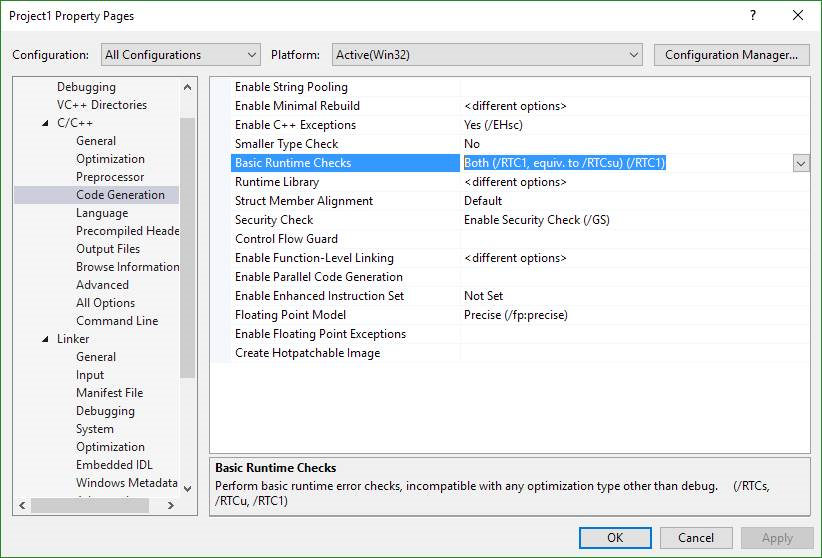 Project1 Property Pages
?
Configuration: All Configurations Platform: Active(Win32) Configuration Manager...
Debugging
VC++ Directories
C/C++
General
Optimization
Preprocessor
Code Generation
Language
Precompiled Heade
Output Files
Browse Information
Advanced
All Options
Command Line
Linker
General
Input
Manifest File
Debugging
System
Optimization
Embedded IDL
Windows Metadata
Enable String Pooling
Enable Minimal Rebuild <different options>
Enable C++ Exceptions Yes (/EHsc)
Smaller Type Check No
Basic Runtime Checks Both (/RTC1, equiv. to /RTCsu) (/RTC1)
Runtime Library <different options>
Struct Member Alignment Default
Security Check Enable Security Check (/GS)
Control Flow Guard
Enable Function-Level Linking <different options>
Enable Parallel Code Generation
Enable Enhanced Instruction Set Not Set
Floating Point Model Precise (/fp:precise)
Enable Floating Point Exceptions
Create Hotpatchable Image
Basic Runtime Checks
Perform basic runtime error checks, incompatible with any optimization type other than debug. (/RTCs,
/RTCu, /RTC1)
OK Cancel Apply